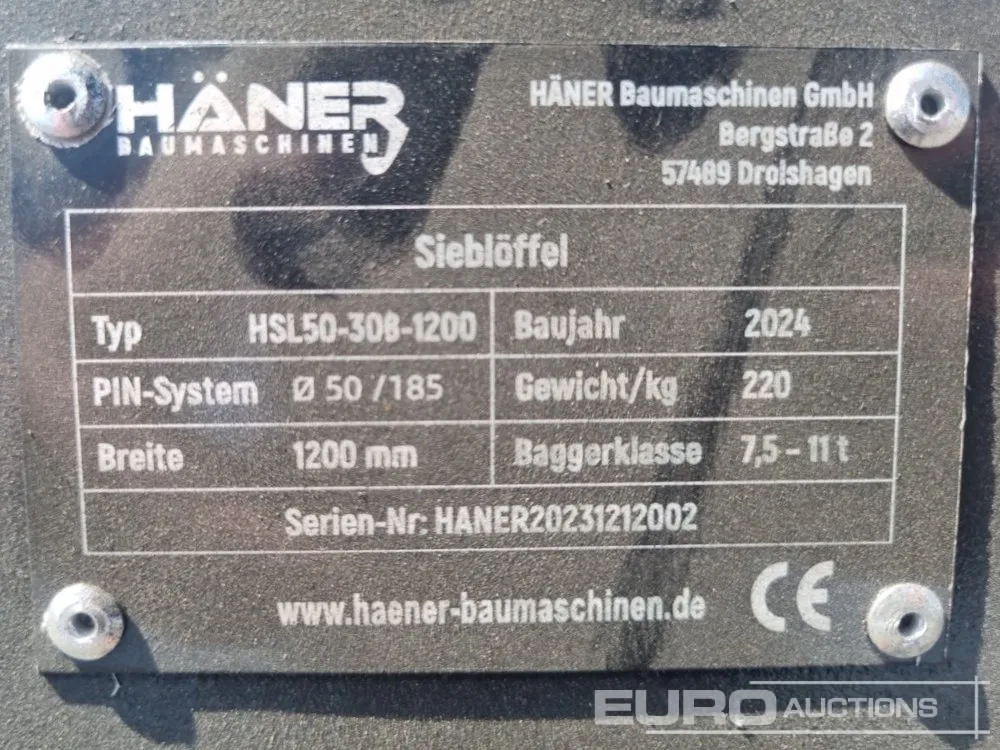 HÄNER
BAUMASCHINEN
HÄNER Baumaschinen GmbH
Bergstraße 2
57489 Drolshagen
Sieblöffel
Typ HSL50-308-1200 Baujahr 2024
PIN-System Ø 50 /185 Gewicht/kg 220
Breite 1200 mm Baggerklasse 7,5 - 11 t
Serien-Nr: HANER20231212002
www.haener-baumaschinen.de
CE
EURO AUCTIONS